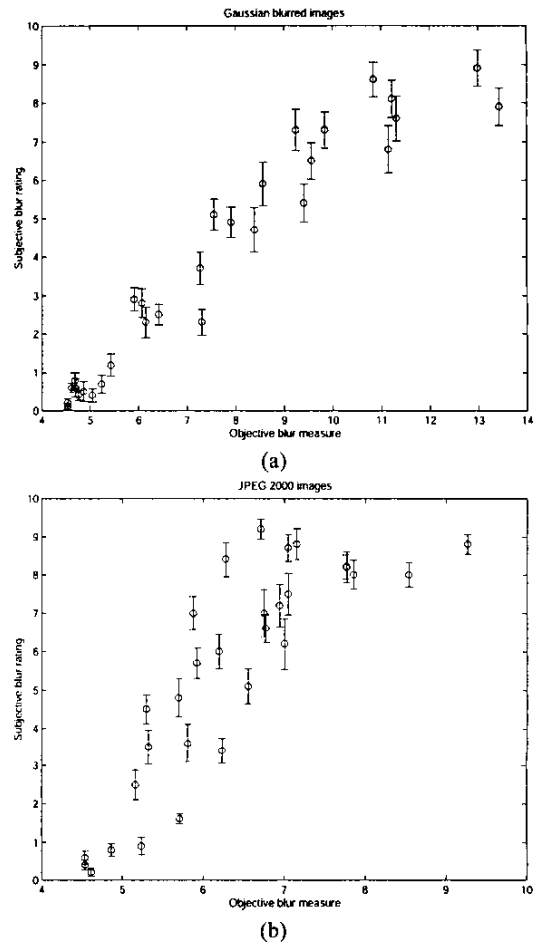 Gaussian blurred images
10
9
8
7
6
5
4
3
2
1
0
Subjective blur rating
4 5 6 7 8 9 10 11 12 13 14
Objective blur measure
(a)
JPEG 2000 images
10
9
8
7
6
5
4
3
2
1
0
Subjective blur rating
4 5 6 7 8 9 10
Objective blur measure
(b)